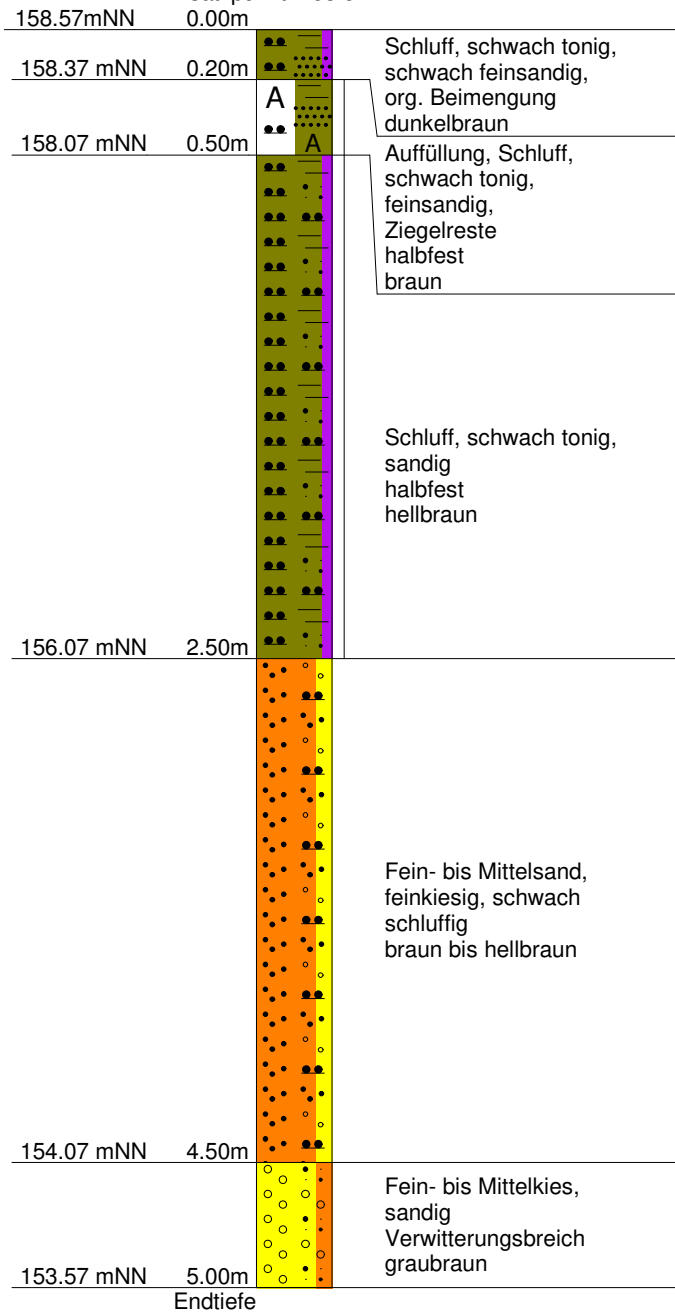 158.57mNN 0.00m
Schluff, schwach tonig,
schwach feinsandig,
org. Beimengung
dunkelbraun
158.37 mNN 0.20m
A
A
158.07 mNN 0.50m
Auffüllung, Schluff,
schwach tonig,
feinsandig,
Ziegelreste
halbfest
braun
Schluff, schwach tonig,
sandig
halbfest
hellbraun
156.07 mNN 2.50m
Fein- bis Mittelsand,
feinkiesig, schwach
schluffig
braun bis hellbraun
154.07 mNN 4.50m
Fein- bis Mittelkies,
sandig
Verwitterungsbreich
graubraun
153.57 mNN 5.00m
Endtiefe